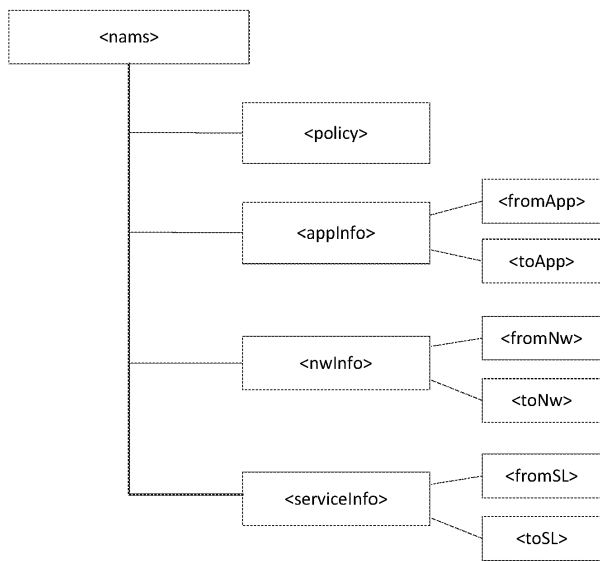 <nams>
<policy>
<appInfo>
<fromApp>
<toApp>
<nwInfo>
<fromNw>
<toNw>
<serviceInfo>
<fromSL>
<toSL>